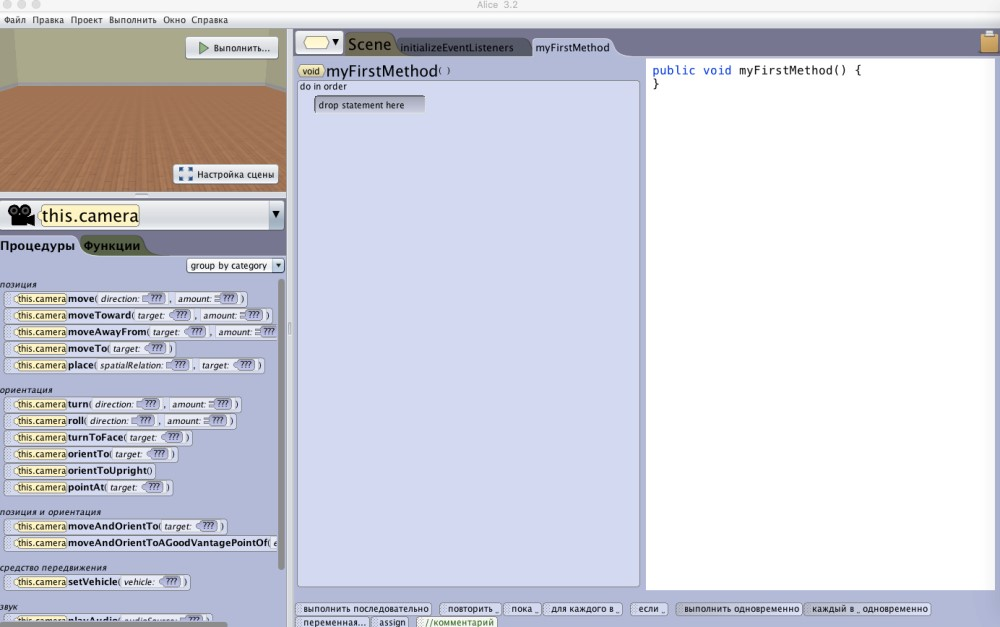 Alice 3.2
Файл Правка Проект Выполнить Окно Справка
Выполнить...
Настройка сцены
this.camera
Процедуры Функции
group by category
позиция
this.camera move( direction: ??? , amount: ??? )
this.camera moveToward( target: ??? , amount: ??? )
this.camera moveAwayFrom( target: ??? , amount: ???
this.camera moveTo( target: ??? )
this.camera place( spatialRelation: ??? , target: ??? )
ориентация
this.camera turn( direction: ??? , amount: ??? )
this.camera roll( direction: ??? , amount: ??? )
this.camera turnToFace( target: ??? )
this.camera orientTo( target: ??? )
this.camera orientToUpright()
this.camera pointAt( target: ??? )
позиция и ориентация
this.camera moveAndOrientTo( target: ??? )
this.camera moveAndOrientToAGoodVantagePointOf( e
средство передвижения
this.camera setVehicle( vehicle: ??? )
звук
this.camera playAudio( audioSource: ??? )
Scene initializeEventListeners myFirstMethod
void myFirstMethod ( )
do in order
drop statement here
public void myFirstMethod() {
}
выполнить последовательно повторить _ пока _ для каждого в _ если _ выполнить одновременно каждый в _ одновременно
переменная... assign //комментарий